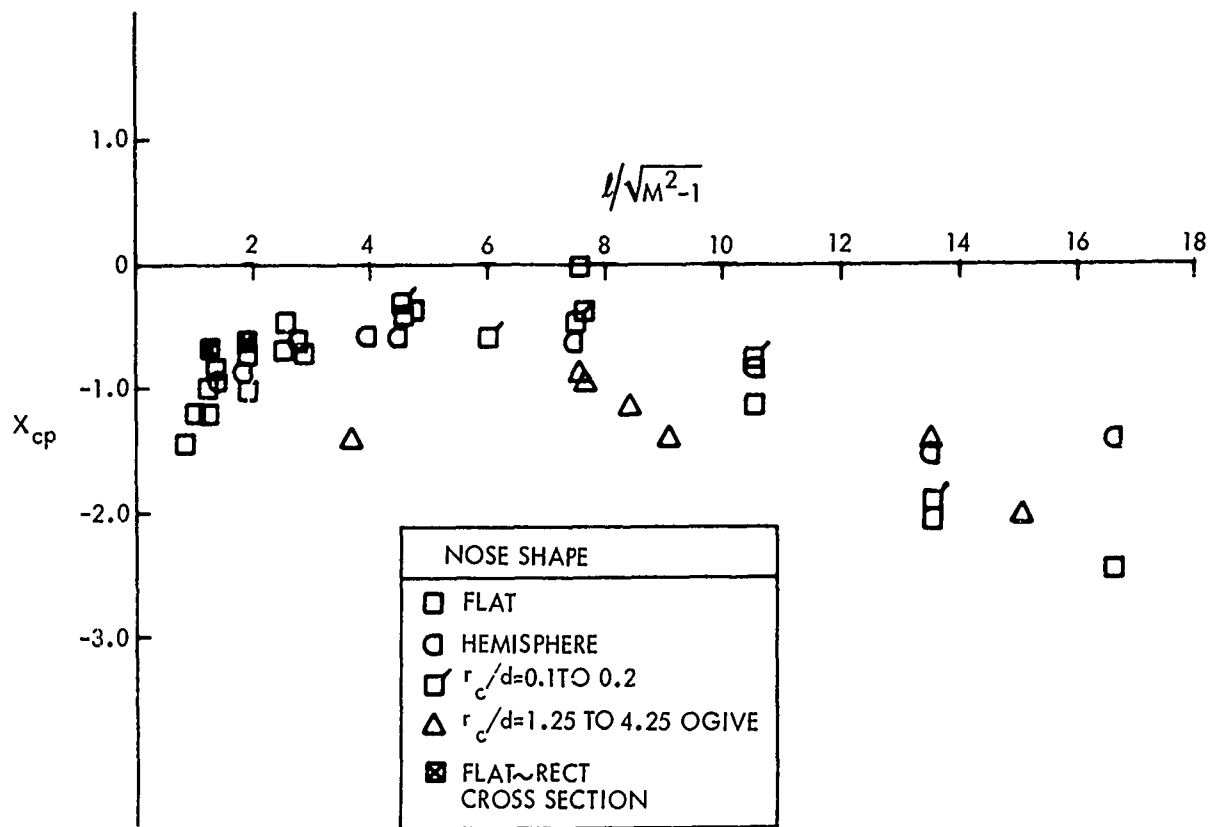 1.0
ℓ/√M²-1
2 4 6 8 10 12 14 16 18
0
-1.0
X_cp
-2.0
-3.0
NOSE SHAPE
FLAT
HEMISPHERE
r_c/d=0.1TO 0.2
r_c/d=1.25 TO 4.25 OGIVE
FLAT~RECT
CROSS SECTION